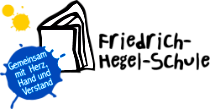 Gemeinsam
mit Herz,
Hand und
Verstand
Friedrich-
Hegel-Schule